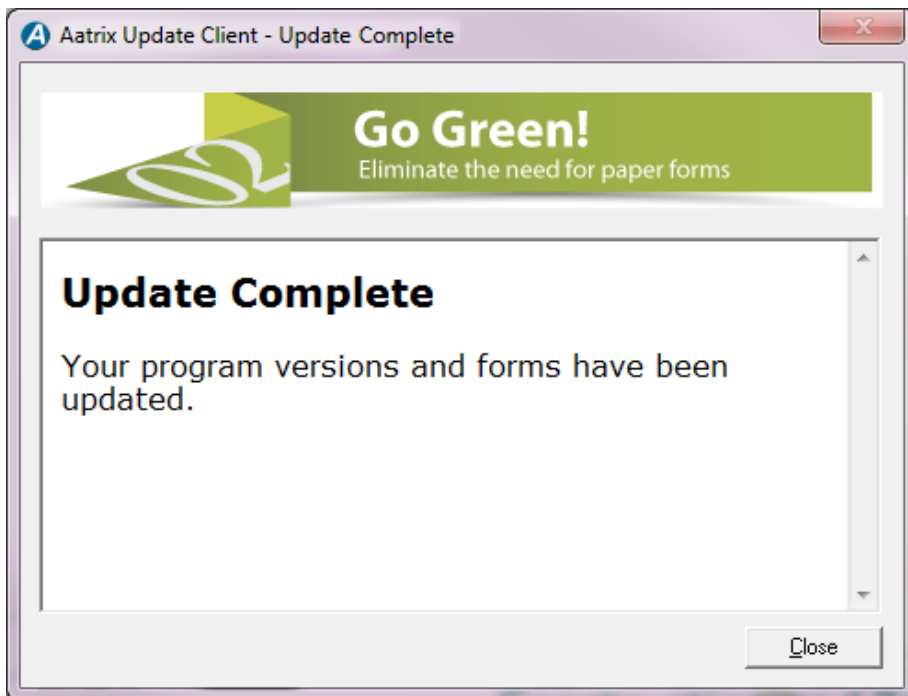 Aatrix Update Client - Update Complete
Go Green!
Eliminate the need for paper forms
Update Complete
Your program versions and forms have been
updated.
Close